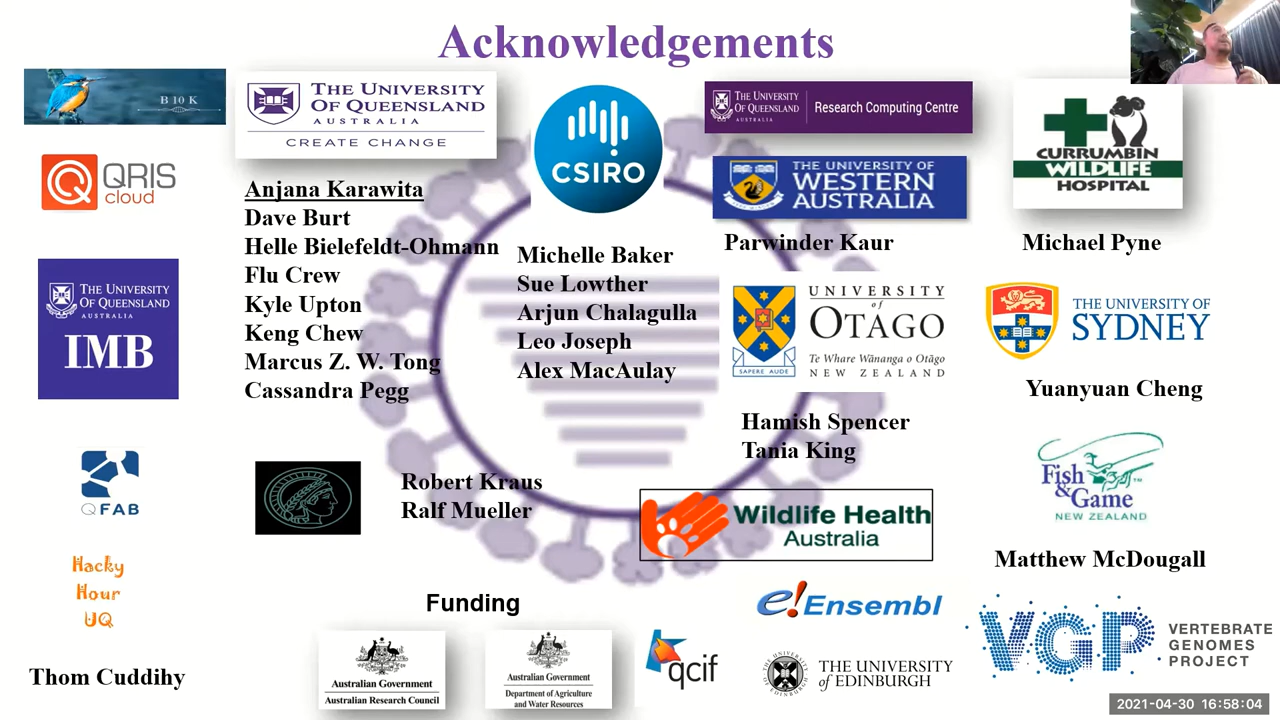 Acknowledgements
B10K
THE UNIVERSITY
OF QUEENSLAND
AUSTRALIA
CREATE CHANGE
QRIS
cloud
THE UNIVERSITY
OF QUEENSLAND
AUSTRALIA
IMB
QFAB
Hacky
Hour
UQ
Thom Cuddihy
Anjana Karawita
Dave Burt
Helle Bielefeldt-Ohmann
Flu Crew
Kyle Upton
Keng Chew
Marcus Z. W. Tong
Cassandra Pegg
CSIRO
Michelle Baker
Sue Lowther
Arjun Chalagulla
Leo Joseph
Alex MacAulay
Robert Kraus
Ralf Mueller
THE UNIVERSITY
OF QUEENSLAND
AUSTRALIA
Research Computing Centre
THE UNIVERSITY OF
WESTERN
AUSTRALIA
Parwinder Kaur
UNIVERSITY
of
OTAGO
Te Whare Wānanga o Otāgo
NEW ZEALAND
SAPERE AUDE
Hamish Spencer
Tania King
Wildlife Health
Australia
CURRUMBIN
WILDLIFE
HOSPITAL
Michael Pyne
THE UNIVERSITY OF
SYDNEY
Yuanyuan Cheng
Fish
&Game
NEW ZEALAND
Matthew McDougall
Funding
Australian Government
Australian Research Council
Australian Government
Department of Agriculture
and Water Resources
qcif
e!Ensembl
THE UNIVERSITY
of EDINBURGH
VGP
VERTEBRATE
GENOMES
PROJECT
2021-04-30 16:58:04